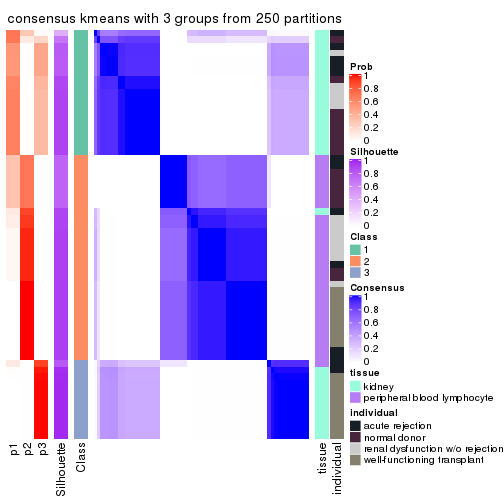 consensus kmeans with 3 groups from 250 partitions
Prob
1
0.8
0.6
0.4
0.2
0
Silhouette
1
0.8
0.6
0.4
0.2
0
Class
1
2
3
Consensus
1
0.8
0.6
0.4
0.2
0
tissue
kidney
peripheral blood lymphocyte
individual
acute rejection
normal donor
renal dysfunction w/o rejection
well-functioning transplant
p1
p2
p3
Silhouette
Class
tissue
individual